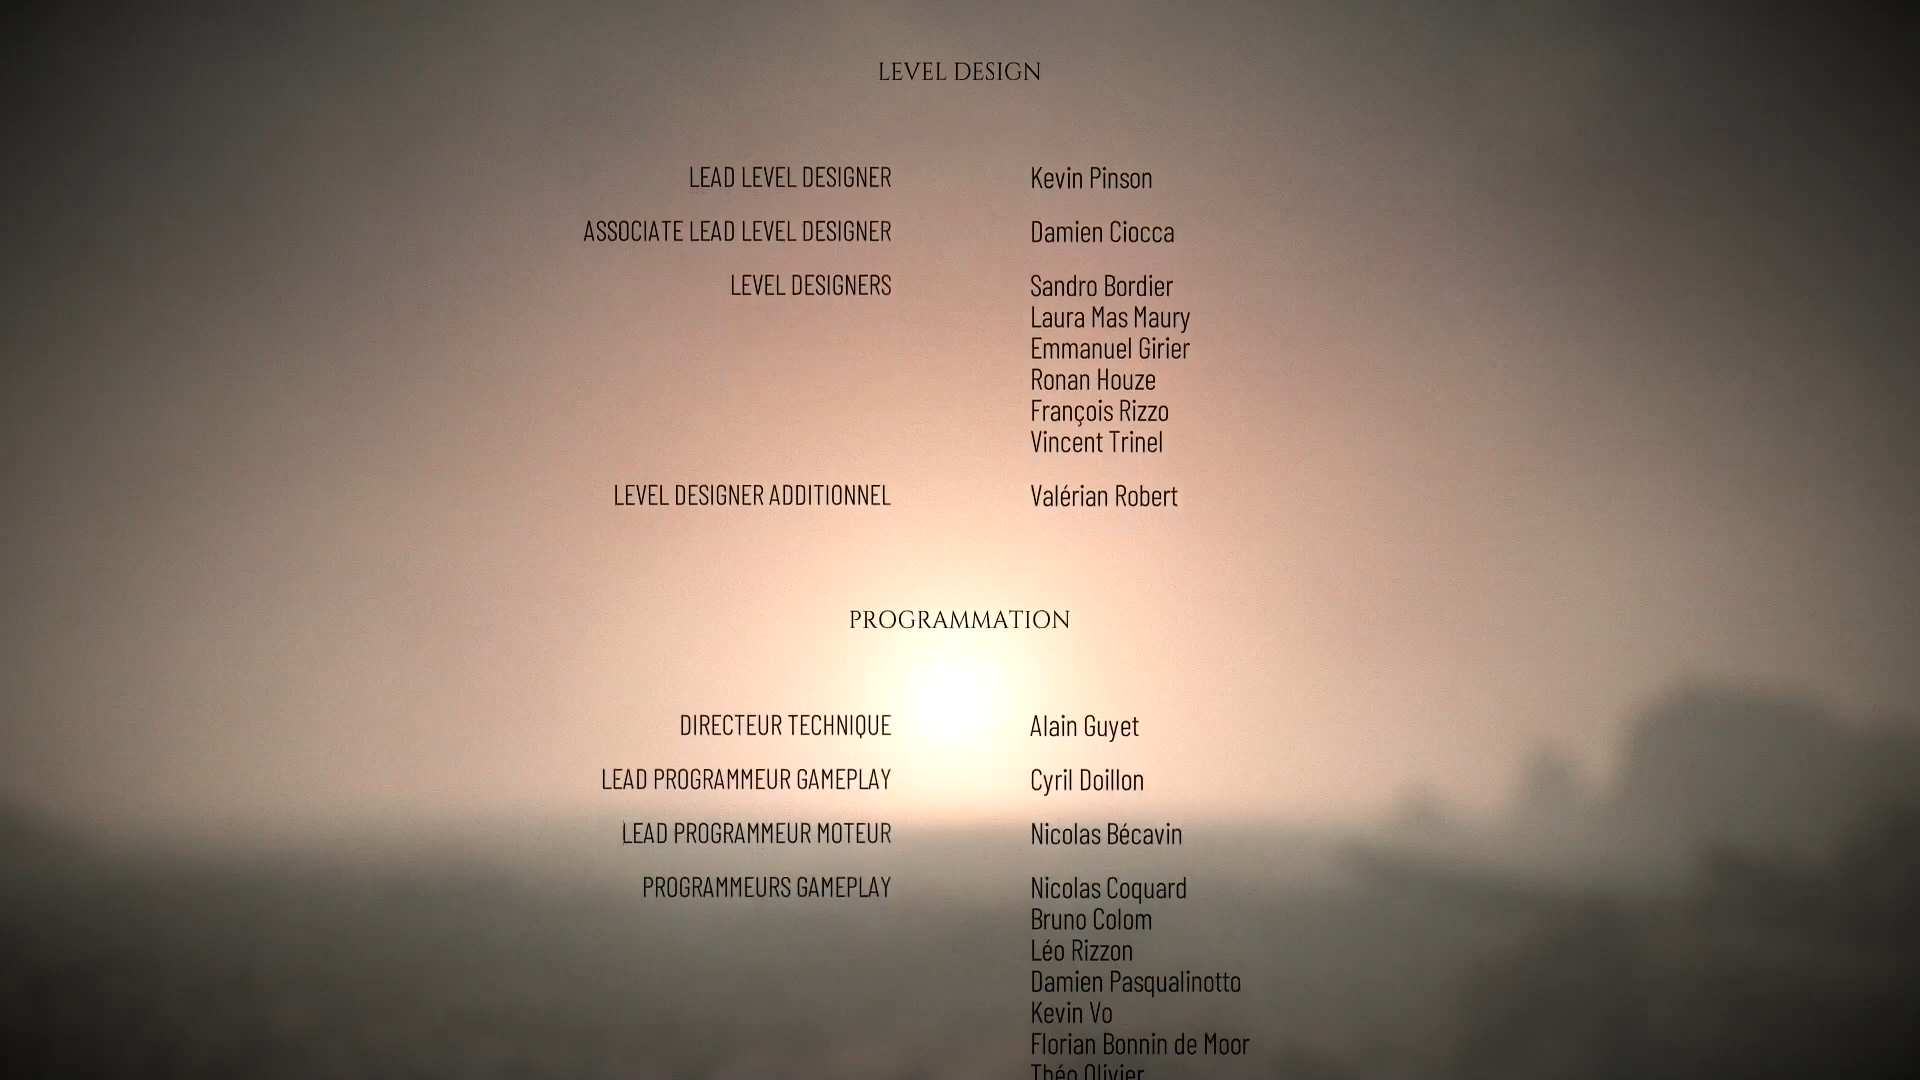 LEVEL DESIGN
LEAD LEVEL DESIGNER Kevin Pinson
ASSOCIATE LEAD LEVEL DESIGNER Damien Ciocca
LEVEL DESIGNERS Sandro Bordier
Laura Mas Maury
Emmanuel Girier
Ronan Houze
François Rizzo
Vincent Trinel
LEVEL DESIGNER ADDITIONNEL Valérian Robert
PROGRAMMATION
DIRECTEUR TECHNIQUE Alain Guyet
LEAD PROGRAMMEUR GAMEPLAY Cyril Doillon
LEAD PROGRAMMEUR MOTEUR Nicolas Bécavin
PROGRAMMEURS GAMEPLAY Nicolas Coquard
Bruno Colom
Léo Rizzon
Damien Pasqualinotto
Kevin Vo
Florian Bonnin de Moor
Théo Olivier